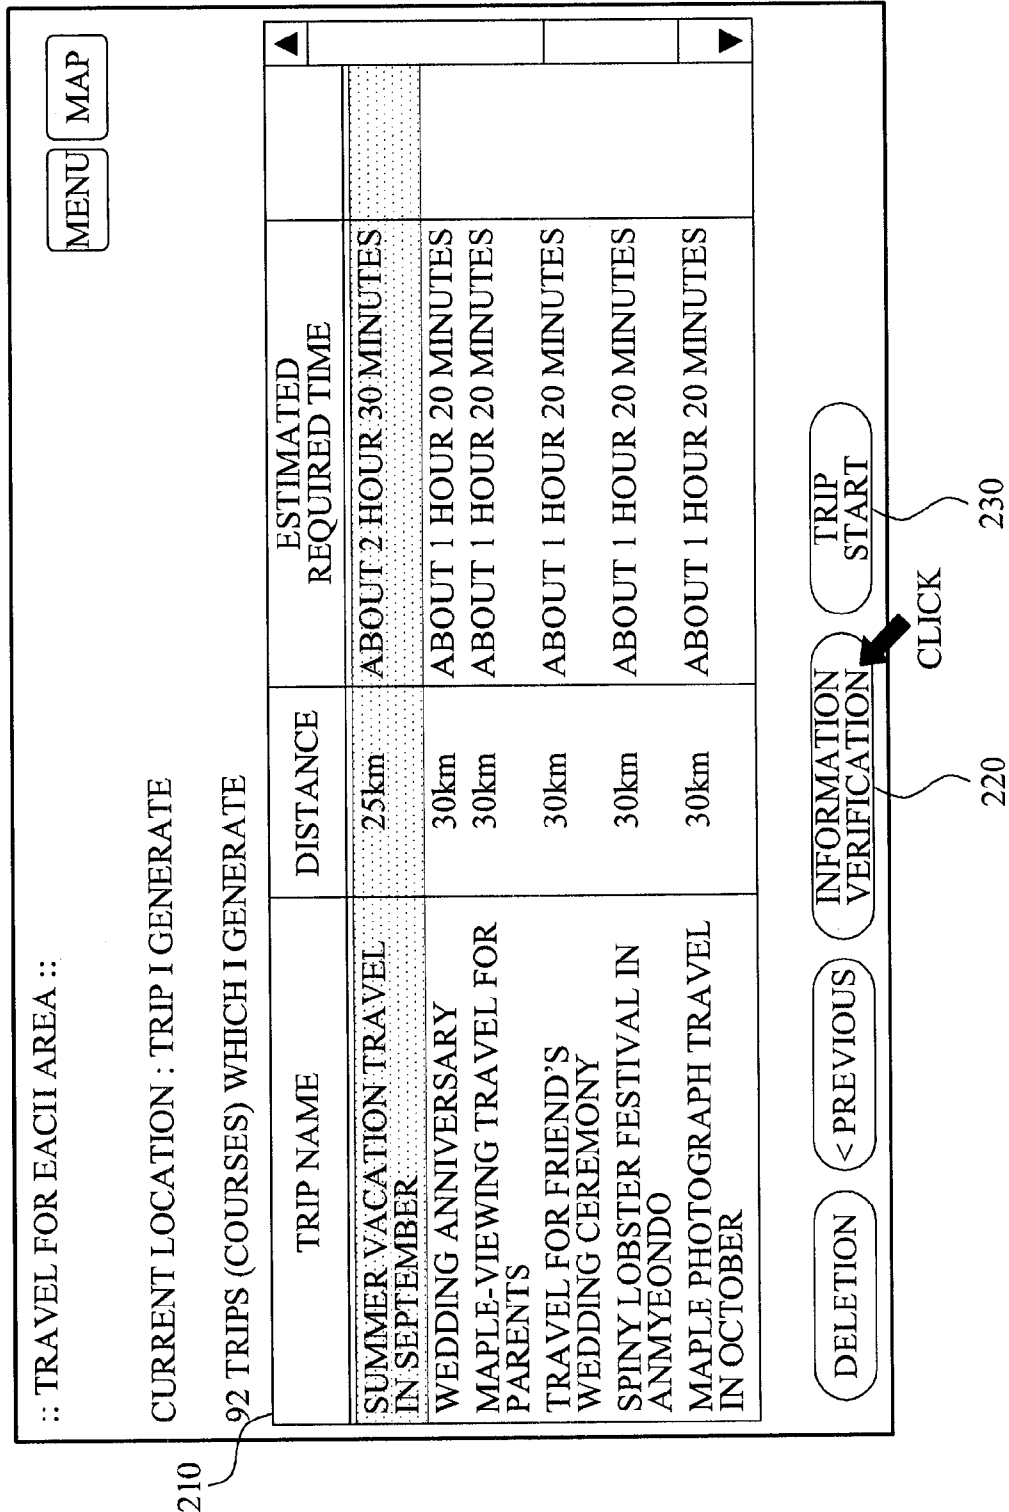 :: TRAVEL FOR EACH AREA ::
MENU
MAP
CURRENT LOCATION : TRIP I GENERATE
92 TRIPS (COURSES) WHICH I GENERATE
210
TRIP NAME
DISTANCE
ESTIMATED
REQUIRED TIME
SUMMER VACATION TRAVEL
IN SEPTEMBER
25km
ABOUT 2 HOUR 30 MINUTES
WEDDING ANNIVERSARY
30km
ABOUT 1 HOUR 20 MINUTES
MAPLE-VIEWING TRAVEL FOR
PARENTS
30km
ABOUT 1 HOUR 20 MINUTES
TRAVEL FOR FRIEND'S
WEDDING CEREMONY
30km
ABOUT 1 HOUR 20 MINUTES
SPINY LOBSTER FESTIVAL IN
ANMYEONDO
30km
ABOUT 1 HOUR 20 MINUTES
MAPLE PHOTOGRAPH TRAVEL
IN OCTOBER
30km
ABOUT 1 HOUR 20 MINUTES
DELETION
< PREVIOUS
INFORMATION
VERIFICATION
TRIP
START
CLICK
220
230